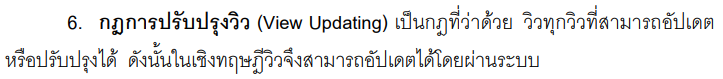 6. กฎการปรับปรุงวิว (View Updating) เป็นกฎที่ว่าด้วย วิวทุกวิวที่สามารถอัปเดต
หรือปรับปรุงได้ ดังนั้นในเชิงทฤษฎีวิวจึงสามารถอัปเดตได้โดยผ่านระบบ